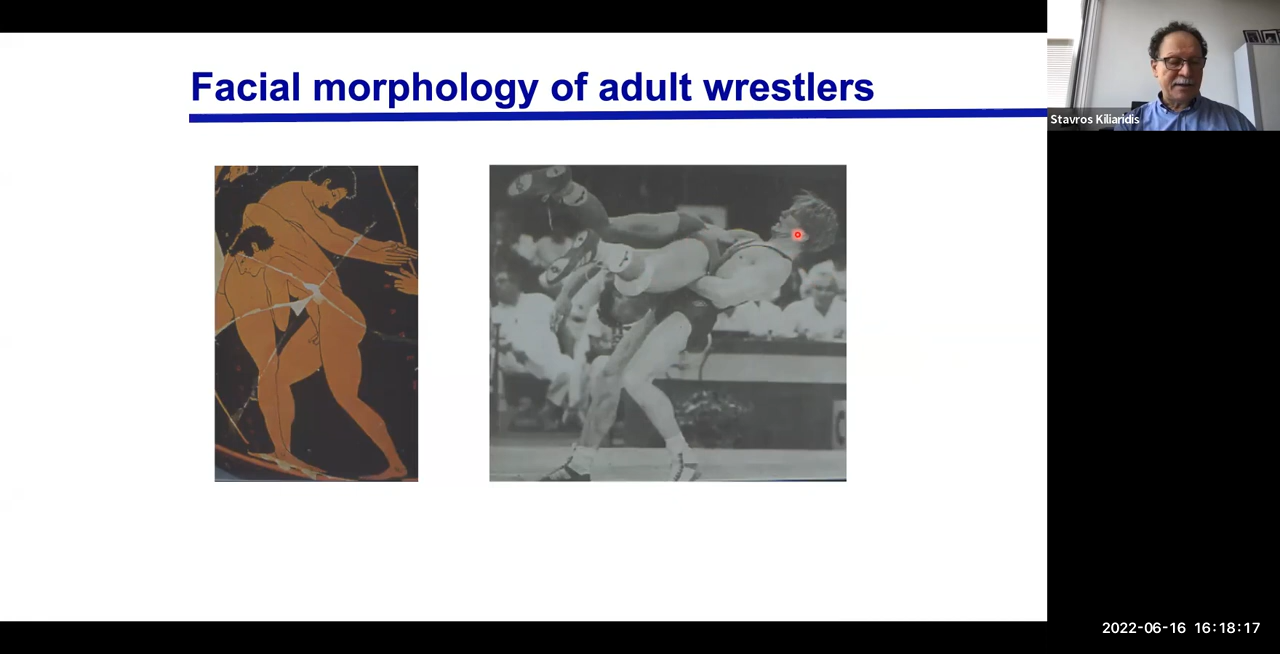 Facial morphology of adult wrestlers
Stavros Kiliaridis
2022-06-16 16:18:17